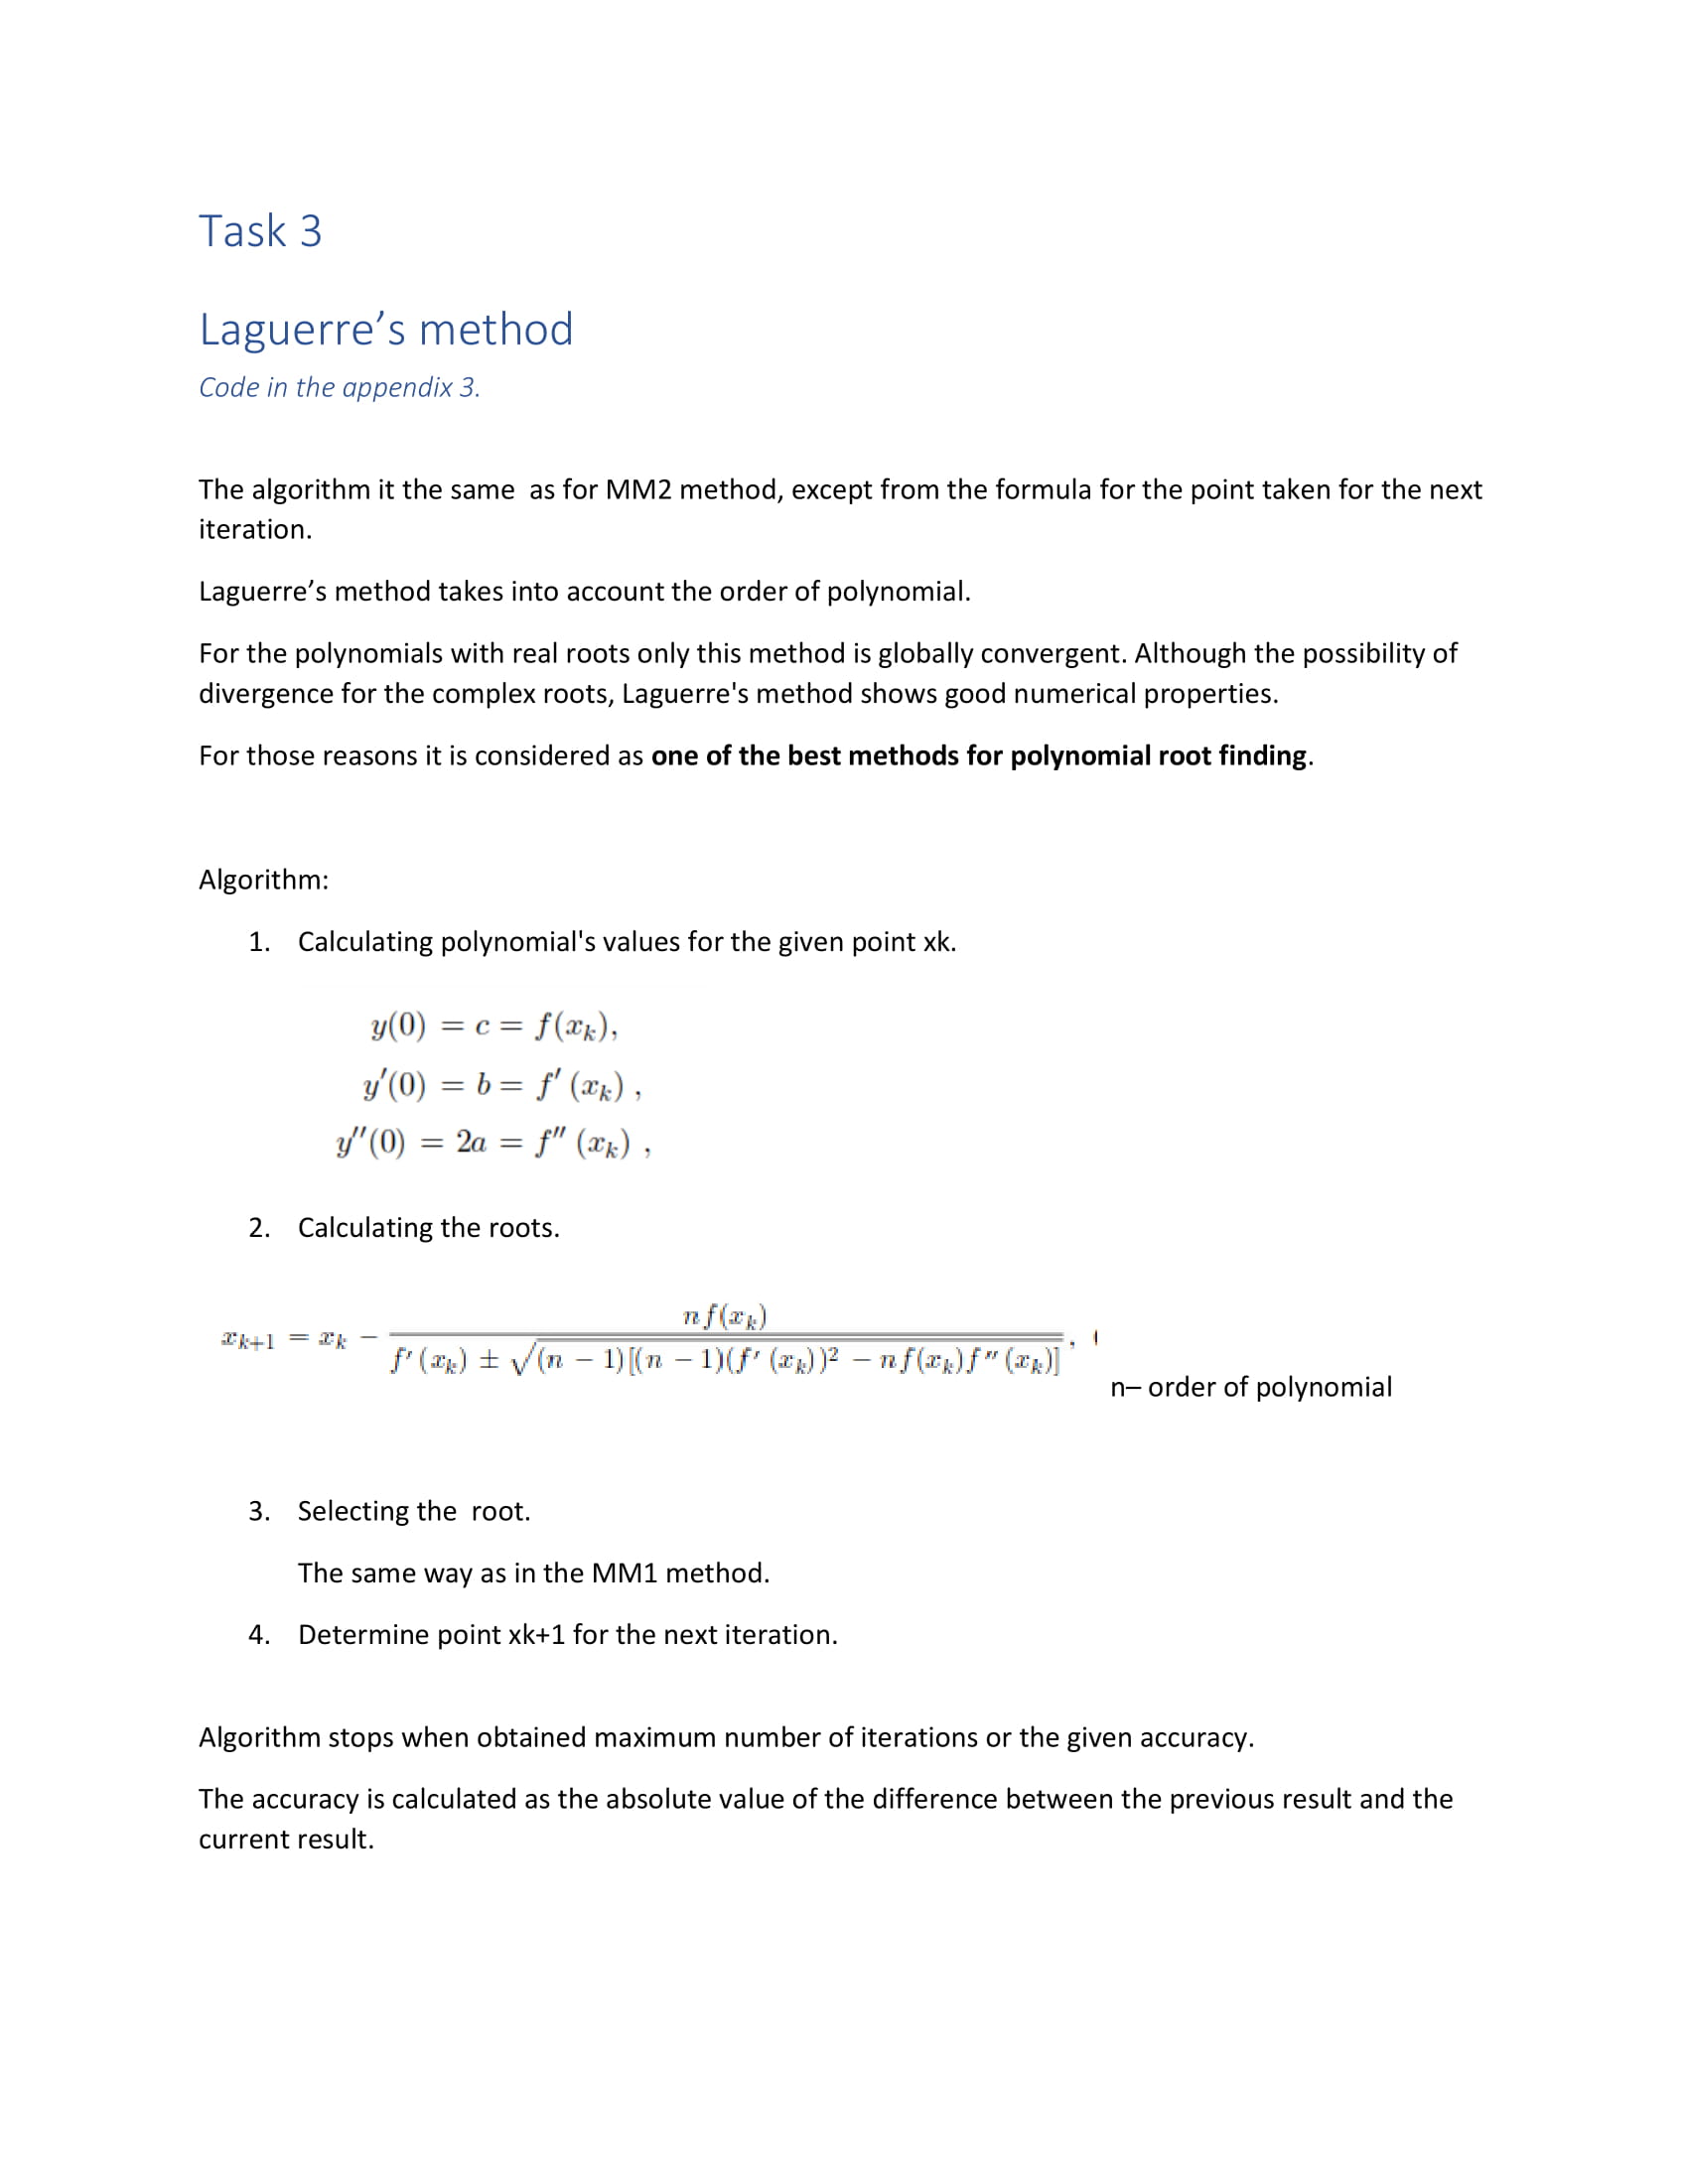 Task 3
Laguerre’s method
Code in the appendix 3.
The algorithm it the same  as for MM2 method, except from the formula for the point taken for the next
iteration.
Laguerre’s method takes into account the order of polynomial.
For the polynomials with real roots only this method is globally convergent. Although the possibility of
divergence for the complex roots, Laguerre's method shows good numerical properties.
For those reasons it is considered as one of the best methods for polynomial root finding.
Algorithm:
1. Calculating polynomial's values for the given point xk.
y(0) = c = f(x_k),
y′(0) = b = f′ (x_k) ,
y′′(0) = 2a = f′′ (x_k) ,
2. Calculating the roots.
x_{k+1} = x_k − \frac{n f(x_k)}{f′ (x_k) ± \sqrt{(n − 1)[(n − 1)(f′ (x_k))^2 − n f(x_k) f′′ (x_k)]}} ,
n– order of polynomial
3. Selecting the  root.
The same way as in the MM1 method.
4. Determine point xk+1 for the next iteration.
Algorithm stops when obtained maximum number of iterations or the given accuracy.
The accuracy is calculated as the absolute value of the difference between the previous result and the
current result.